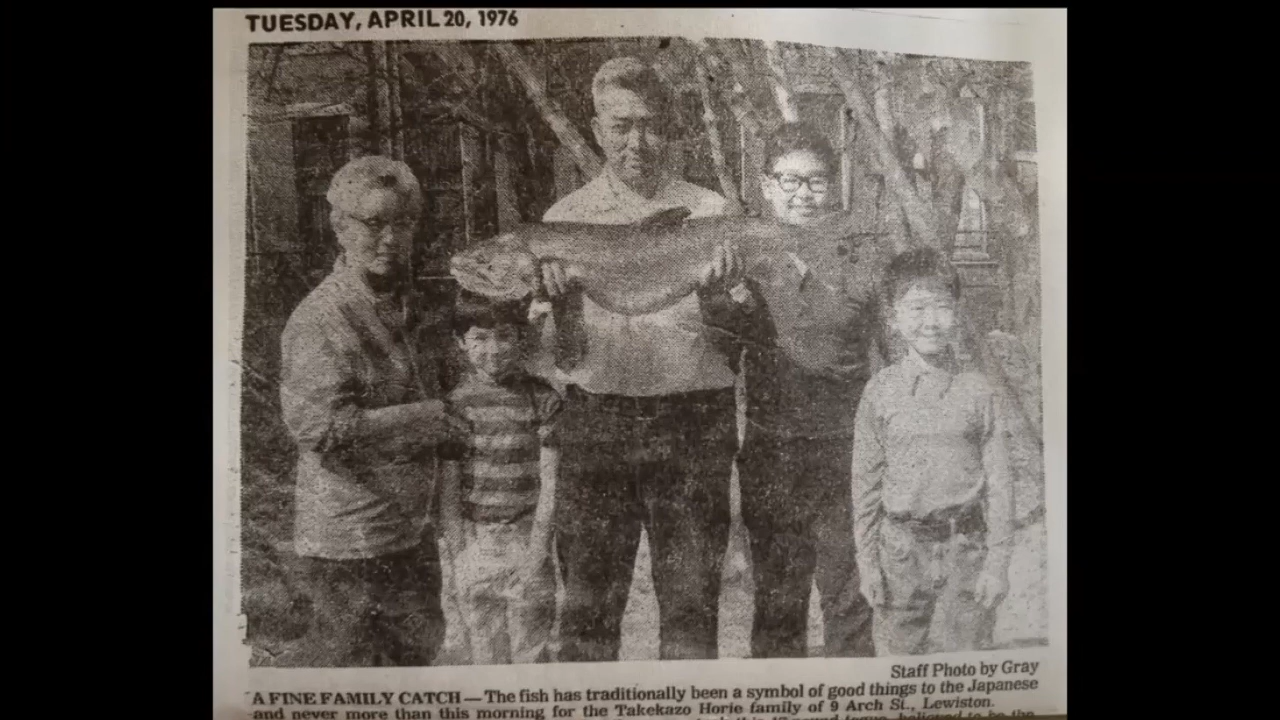 TUESDAY, APRIL 20, 1976
Staff Photo by Gray
A FINE FAMILY CATCH — The fish has traditionally been a symbol of good things to the Japanese
and never more than this morning for the Takekazo Horie family of 9 Arch St., Lewiston.